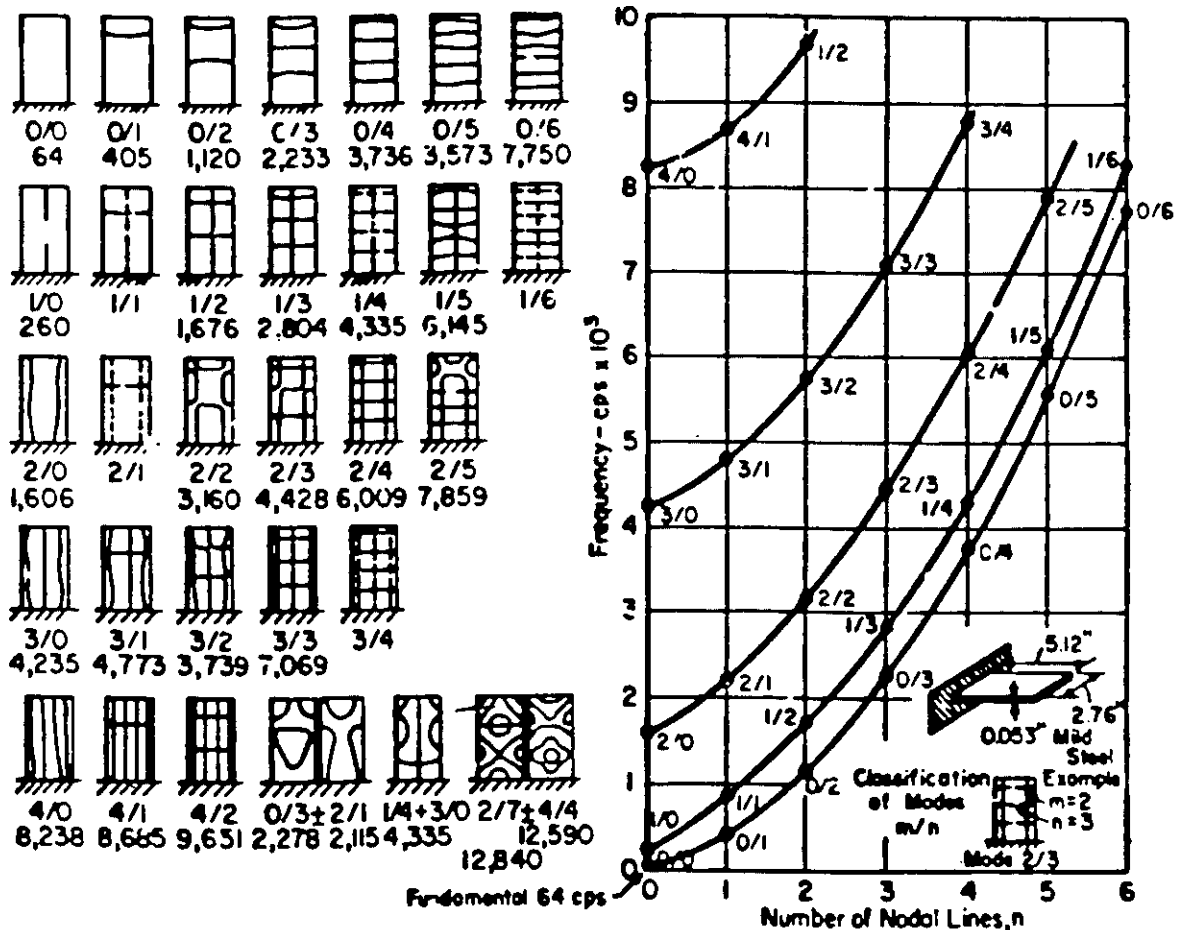 0/0 0/1 0/2 C/3 0/4 0/5 0/6
64 405 1,120 2,233 3,736 3,573 7,750
1/0 1/1 1/2 1/3 1/4 1/5 1/6
260 1,676 2,804 4,335 6,145
2/0 2/1 2/2 2/3 2/4 2/5
1,606 3,160 4,428 6,009 7,859
3/0 3/1 3/2 3/3 3/4
4,235 4,773 3,739 7,069
4/0 4/1 4/2 0/3±2/1 1/4+3/0 2/7±4/4
8,238 8,665 9,651 2,278 2,115 4,335 12,590
12,840
Fundamental 64 cps
Frequency - cps x 10³
10
9
8
7
6
5
4
3
2
1
0
1/2
4/1
4/0
3/4
3/3
3/2
3/1
3/0
2/5
2/4
2/3
2/2
2/1
2/0
1/6
1/5
1/4
1/3
1/2
1/1
1/0
0/6
0/5
C/4
0/3
0/2
0/1
5.12"
2.76"
0.053" Mild
Steel
Classification
of Modes
m/n
Example
m=2
n=3
Mode 2/3
0 1 2 3 4 5 6
Number of Nodal Lines, n